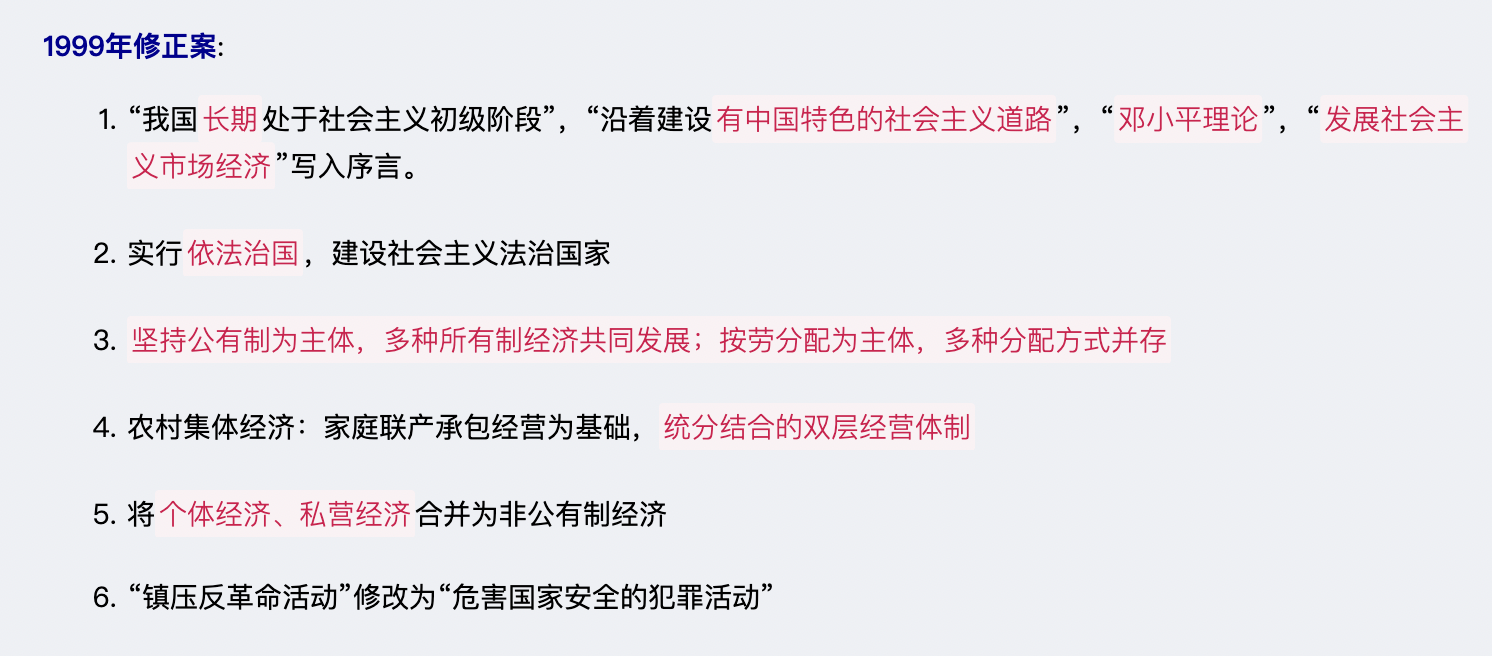 1999年修正案:
1. “我国长期处于社会主义初级阶段”，“沿着建设有中国特色的社会主义道路”，“邓小平理论”，“发展社会主
义市场经济”写入序言。
2. 实行依法治国，建设社会主义法治国家
3. 坚持公有制为主体，多种所有制经济共同发展；按劳分配为主体，多种分配方式并存
4. 农村集体经济：家庭联产承包经营为基础，统分结合的双层经营体制
5. 将个体经济、私营经济合并为非公有制经济
6. “镇压反革命活动”修改为“危害国家安全的犯罪活动”